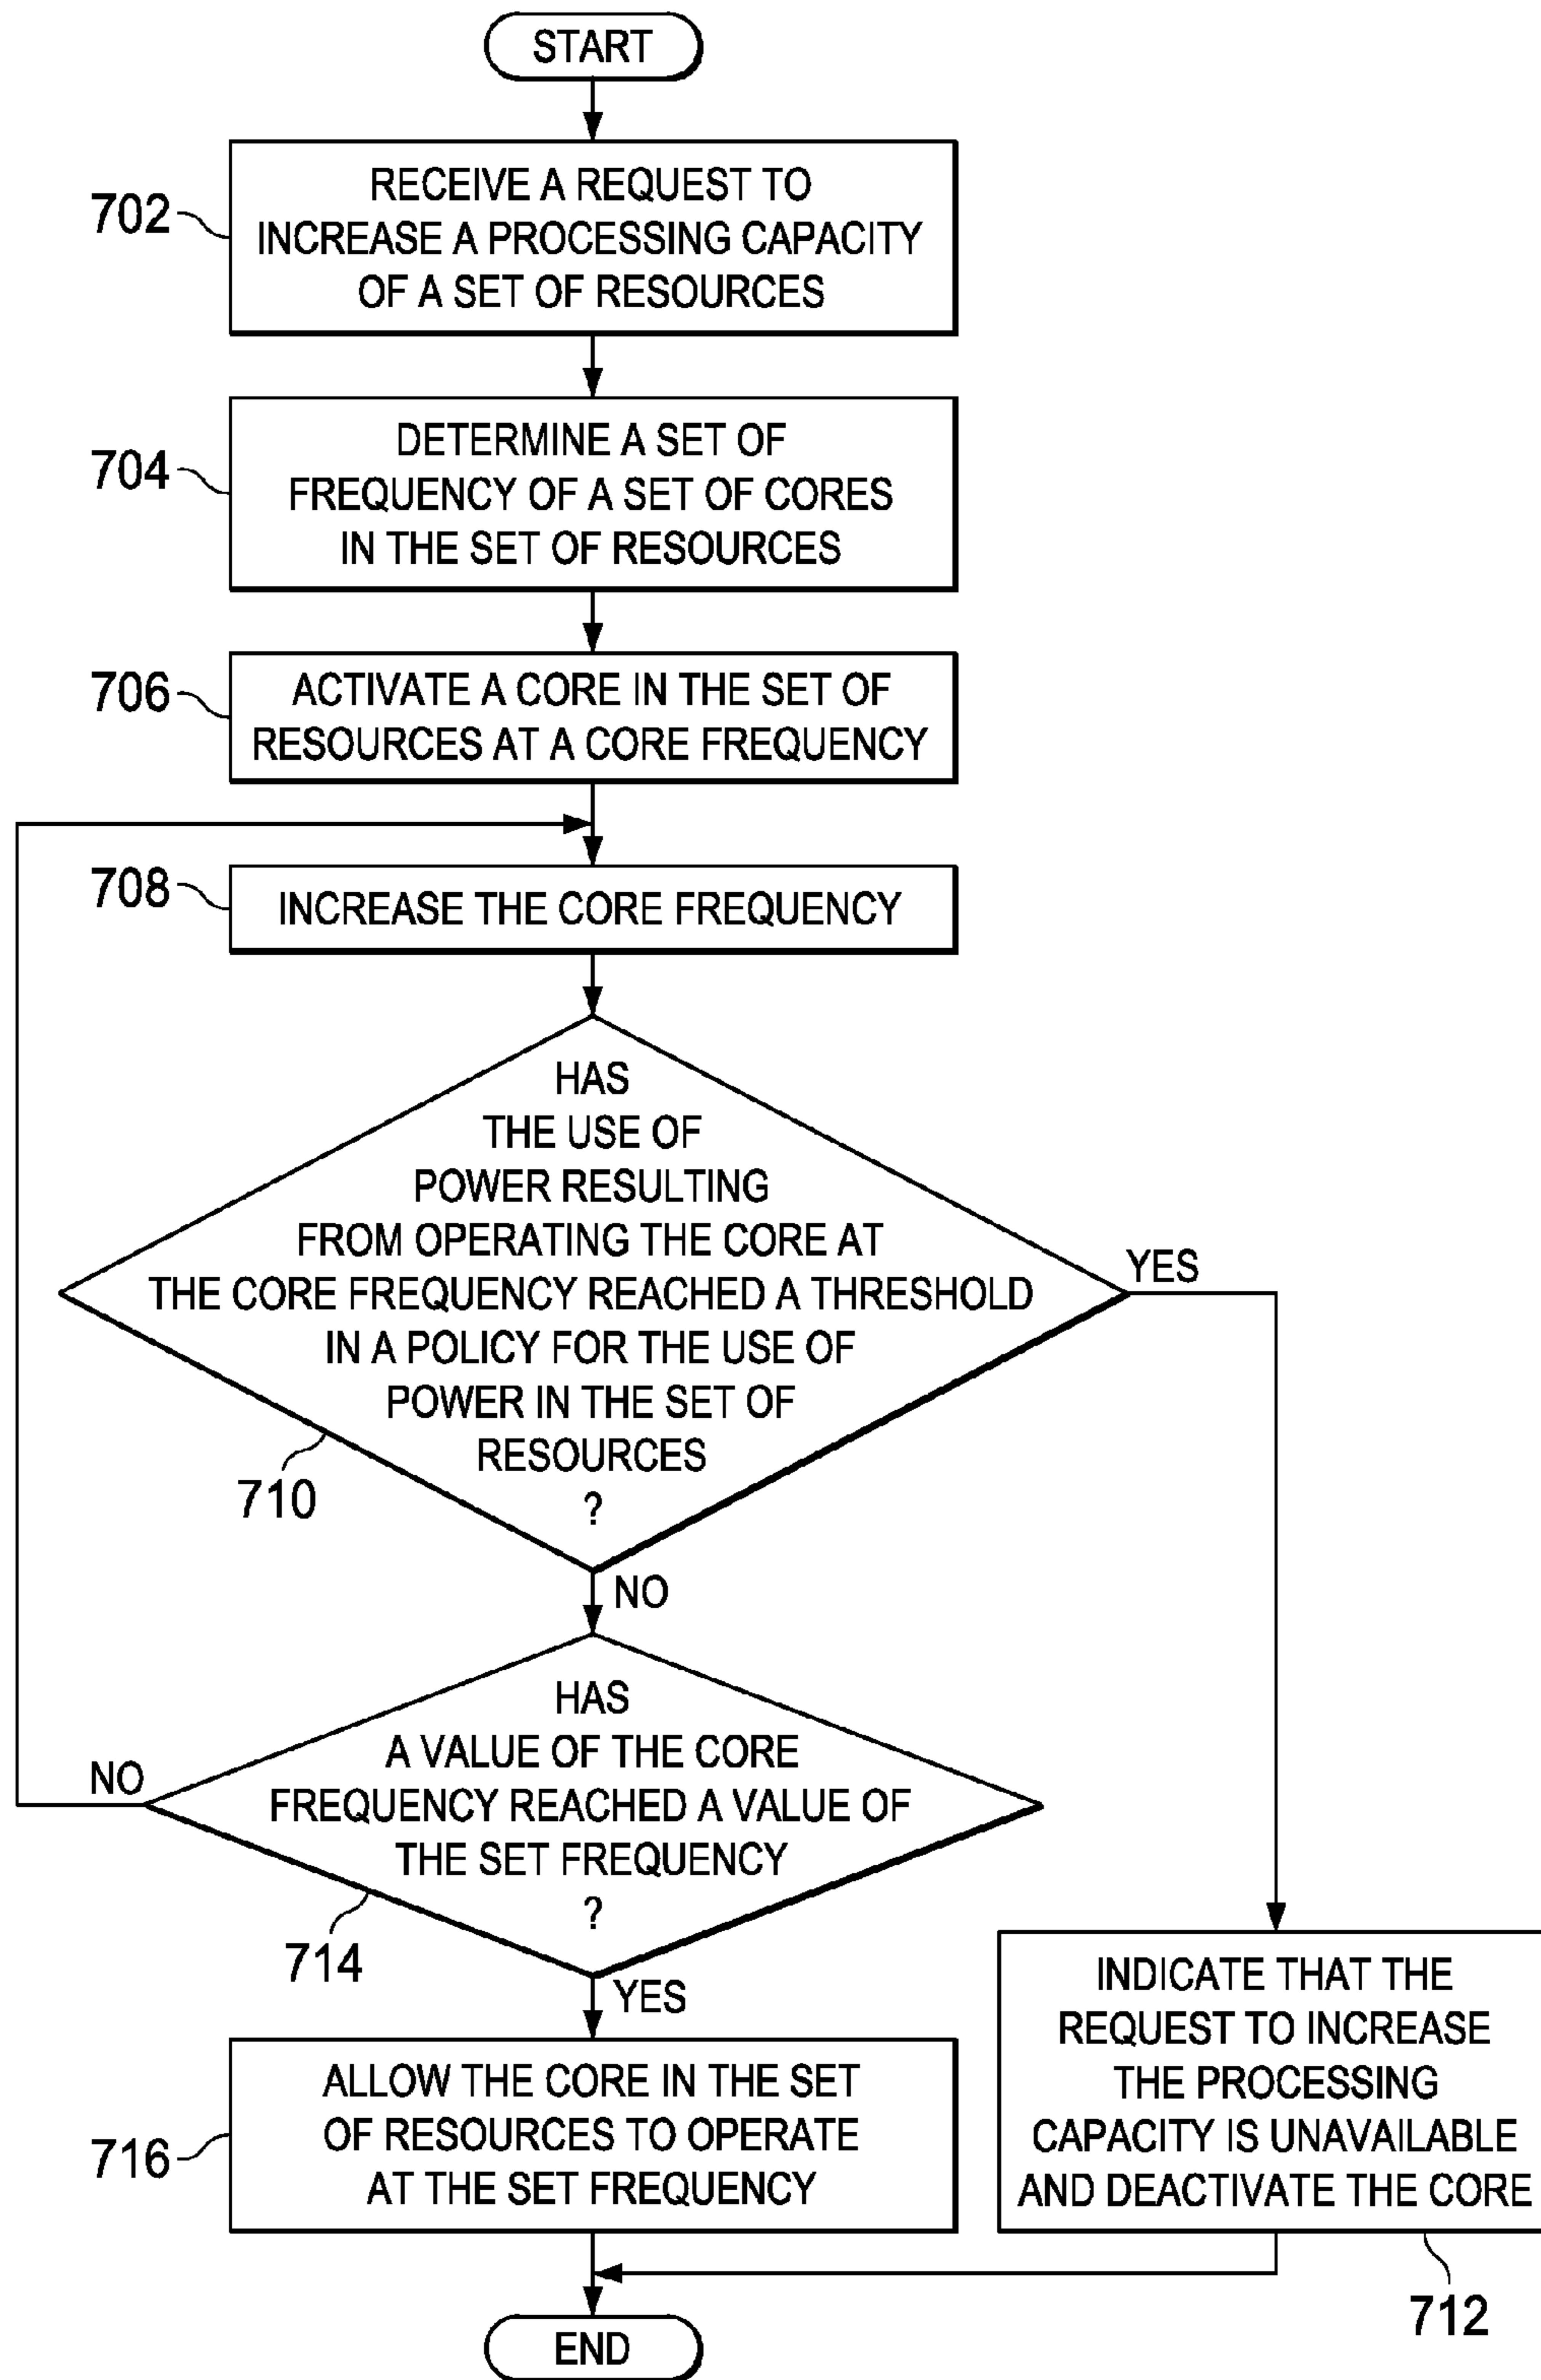 START
702
RECEIVE A REQUEST TO
INCREASE A PROCESSING CAPACITY
OF A SET OF RESOURCES
704
DETERMINE A SET OF
FREQUENCY OF A SET OF CORES
IN THE SET OF RESOURCES
706
ACTIVATE A CORE IN THE SET OF
RESOURCES AT A CORE FREQUENCY
708
INCREASE THE CORE FREQUENCY
HAS
THE USE OF
POWER RESULTING
FROM OPERATING THE CORE AT
THE CORE FREQUENCY REACHED A THRESHOLD
IN A POLICY FOR THE USE OF
POWER IN THE SET OF
RESOURCES
?
710
YES
NO
HAS
A VALUE OF THE CORE
FREQUENCY REACHED A VALUE OF
THE SET FREQUENCY
?
714
NO
YES
716
ALLOW THE CORE IN THE SET
OF RESOURCES TO OPERATE
AT THE SET FREQUENCY
INDICATE THAT THE
REQUEST TO INCREASE
THE PROCESSING
CAPACITY IS UNAVAILABLE
AND DEACTIVATE THE CORE
712
END